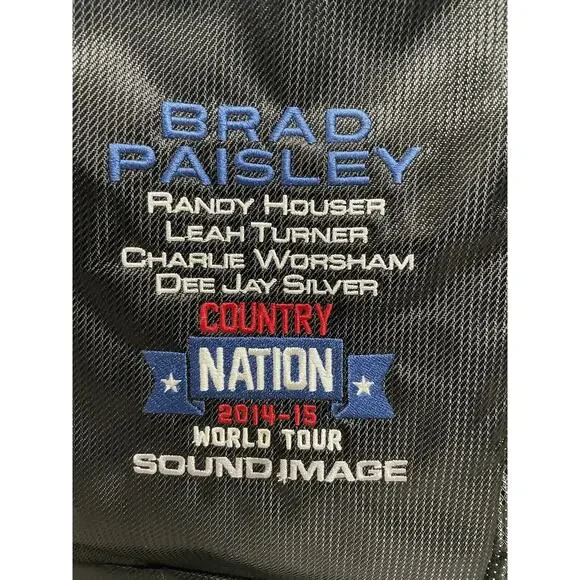 BRAD
PAISLEY
RANDY HOUSER
LEAH TURNER
CHARLIE WORSHAM
DEE JAY SILVER
COUNTRY
NATION
2014-15
WORLD TOUR
SOUND IMAGE